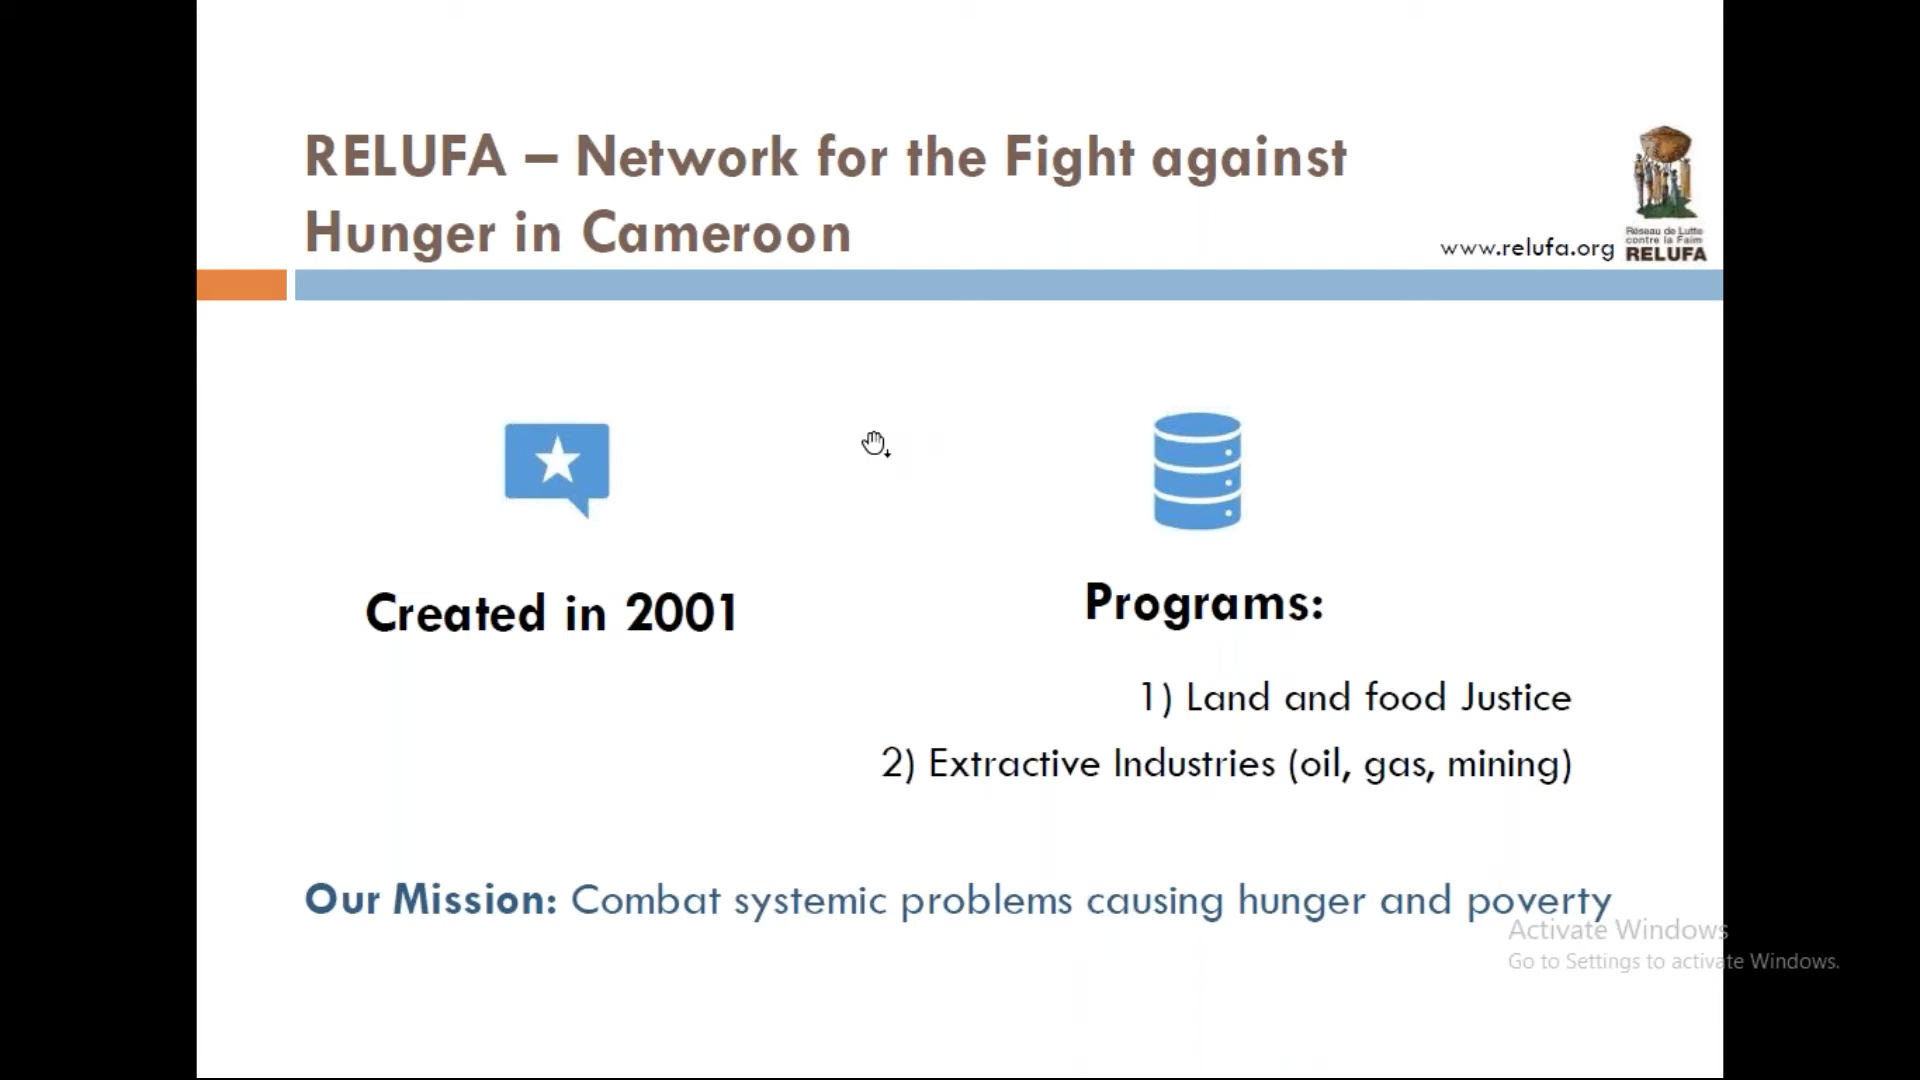 RELUFA – Network for the Fight against
Hunger in Cameroon
www.relufa.org
Réseau de Lutte
contre la Faim
RELUFA
Created in 2001
Programs:
1) Land and food Justice
2) Extractive Industries (oil, gas, mining)
Our Mission: Combat systemic problems causing hunger and poverty
Activate Windows
Go to Settings to activate Windows.